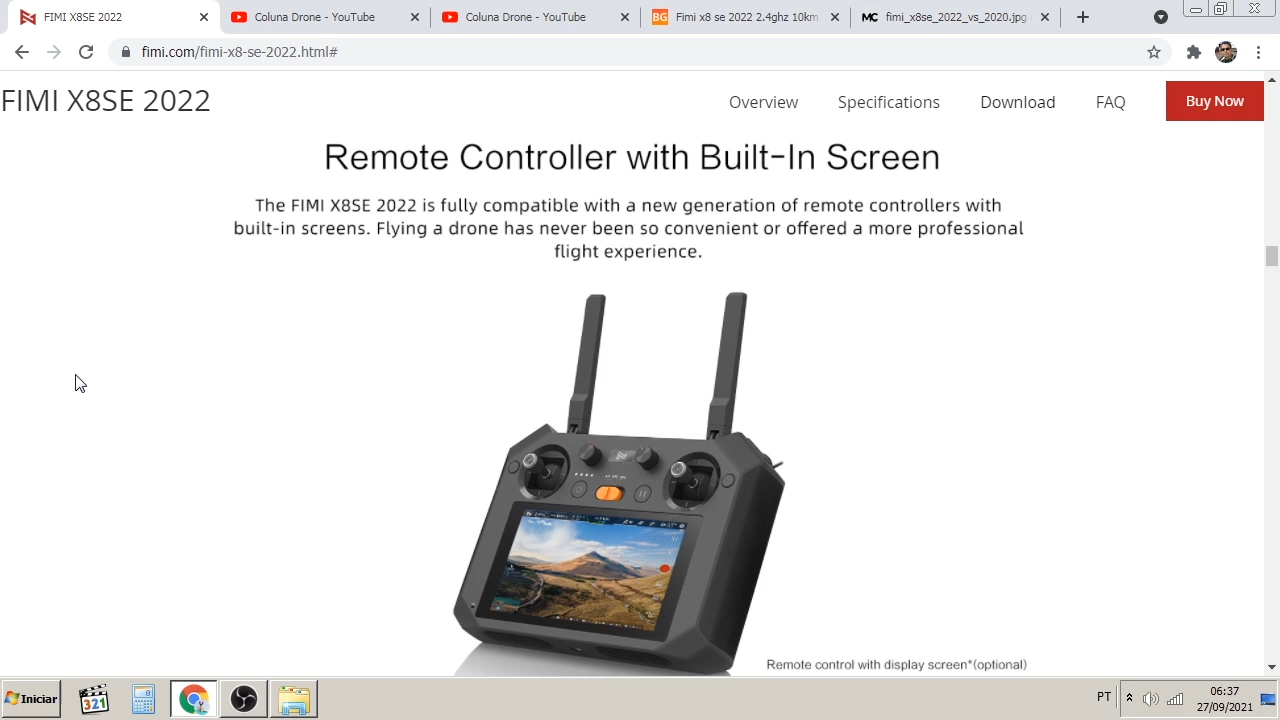 FIMI X8SE 2022
Coluna Drone - YouTube
Coluna Drone - YouTube
BG
Fimi x8 se 2022 2.4ghz 10km
MC
fimi_x8se_2022_vs_2020.jpg
fimi.com/fimi-x8-se-2022.html#
FIMI X8SE 2022
Overview
Specifications
Download
FAQ
Buy Now
Remote Controller with Built-In Screen
The FIMI X8SE 2022 is fully compatible with a new generation of remote controllers with
built-in screens. Flying a drone has never been so convenient or offered a more professional
flight experience.
Remote control with display screen*(optional)
Iniciar
321
PT
06:37
27/09/2021